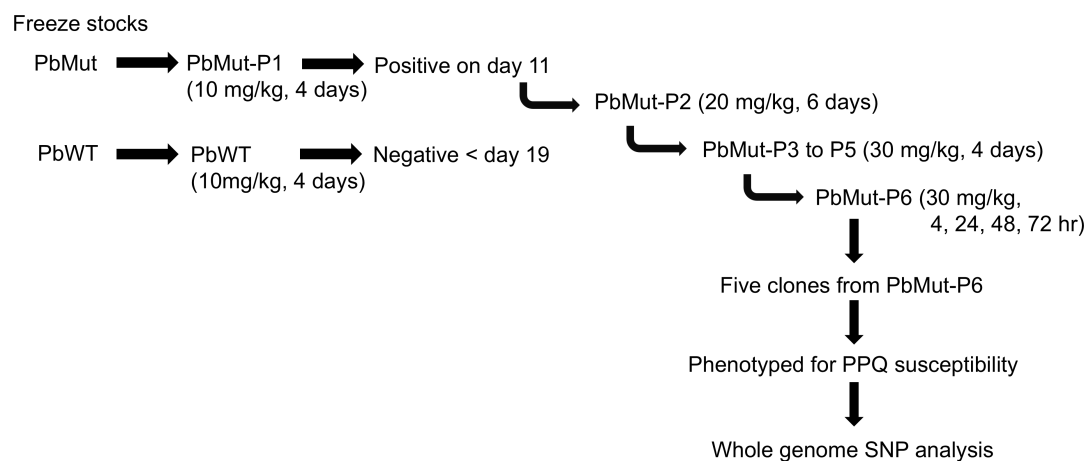 Freeze stocks
PbMut
PbMut-P1
(10 mg/kg, 4 days)
Positive on day 11
PbMut-P2 (20 mg/kg, 6 days)
PbWT
PbWT
(10mg/kg, 4 days)
Negative < day 19
PbMut-P3 to P5 (30 mg/kg, 4 days)
PbMut-P6 (30 mg/kg,
4, 24, 48, 72 hr)
Five clones from PbMut-P6
Phenotyped for PPQ susceptibility
Whole genome SNP analysis